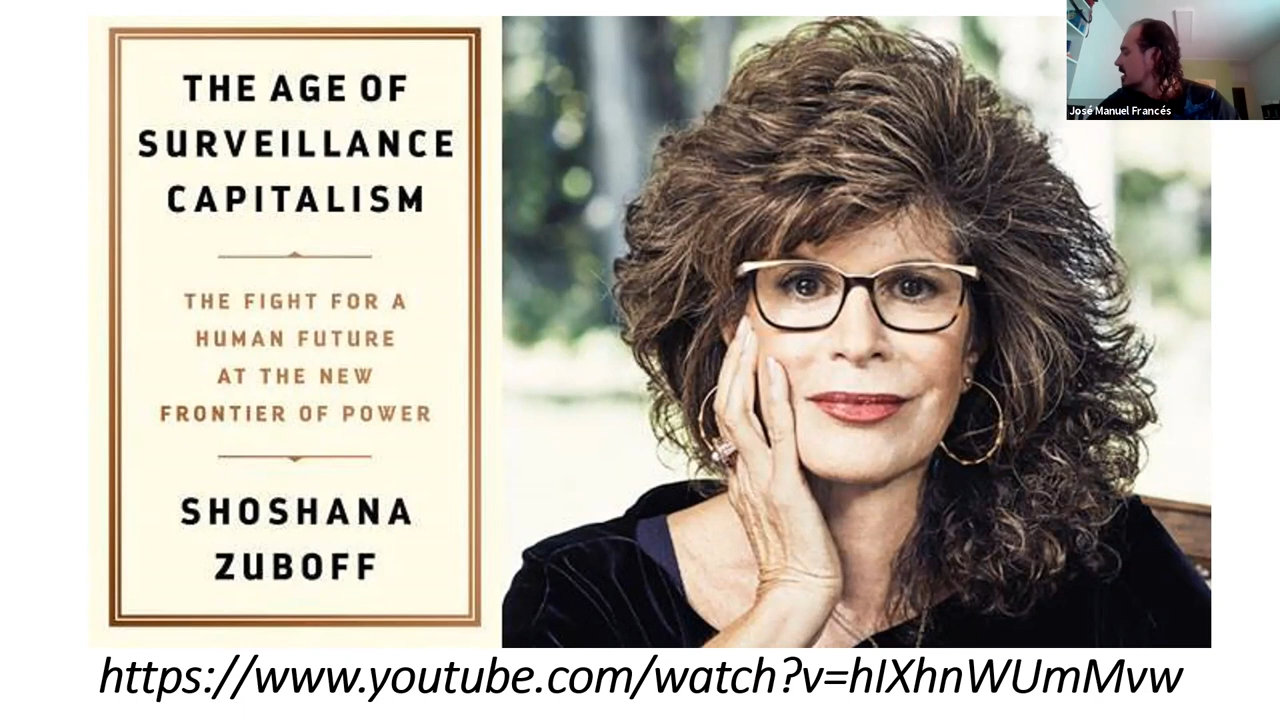 THE AGE OF
SURVEILLANCE
CAPITALISM
THE FIGHT FOR A
HUMAN FUTURE
AT THE NEW
FRONTIER OF POWER
SHOSHANA
ZUBOFF
José Manuel Francés
https://www.youtube.com/watch?v=hIXhnWUmMvw